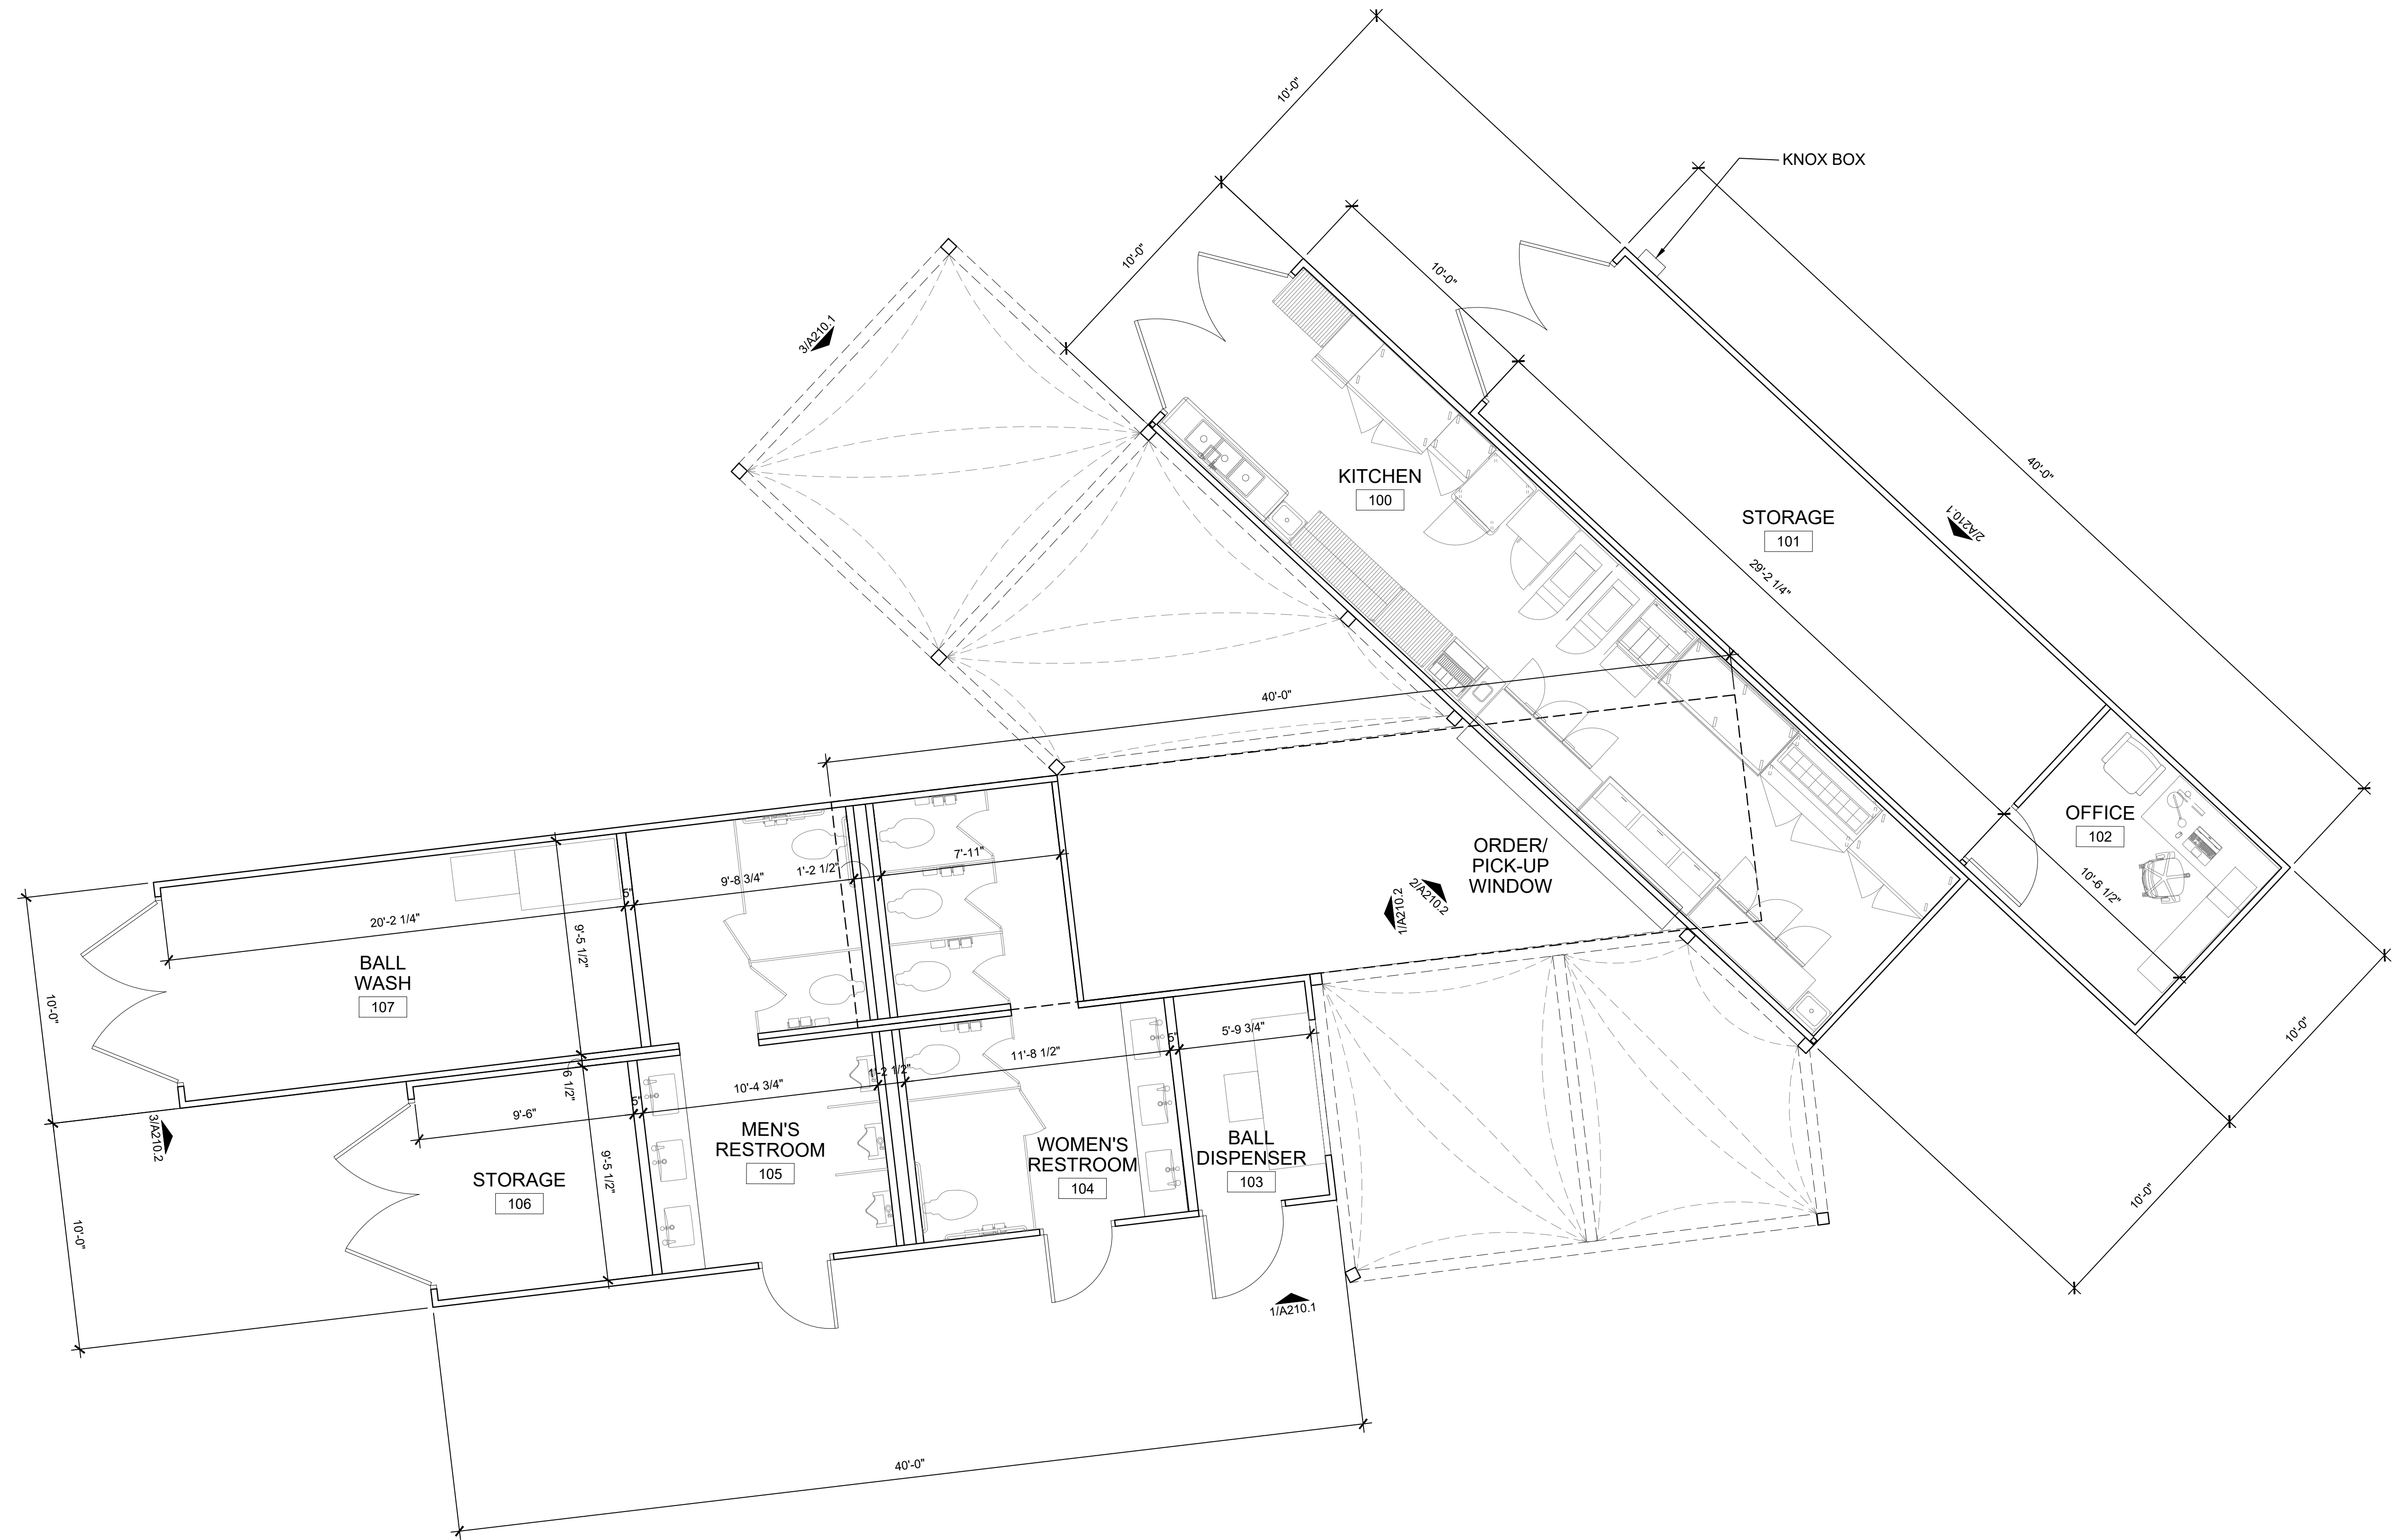 10'-0"
KNOX BOX
10'-0"
10'-0"
3/A210.1
40'-0"
KITCHEN
100
STORAGE
101
2/A210.1
29'-2 1/4"
40'-0"
OFFICE
102
10'-6 1/2"
ORDER/
PICK-UP
WINDOW
1/A210.2
2/A210.2
7'-11"
1'-2 1/2"
9'-8 3/4"
5"
20'-2 1/4"
9'-5 1/2"
BALL
WASH
107
10'-0"
10'-0"
5'-9 3/4"
5"
11'-8 1/2"
1'-2 1/2"
10'-4 3/4"
5"
6 1/2"
9'-6"
3/A210.2
10'-0"
STORAGE
106
9'-5 1/2"
MEN'S
RESTROOM
105
WOMEN'S
RESTROOM
104
BALL
DISPENSER
103
10'-0"
1/A210.1
40'-0"